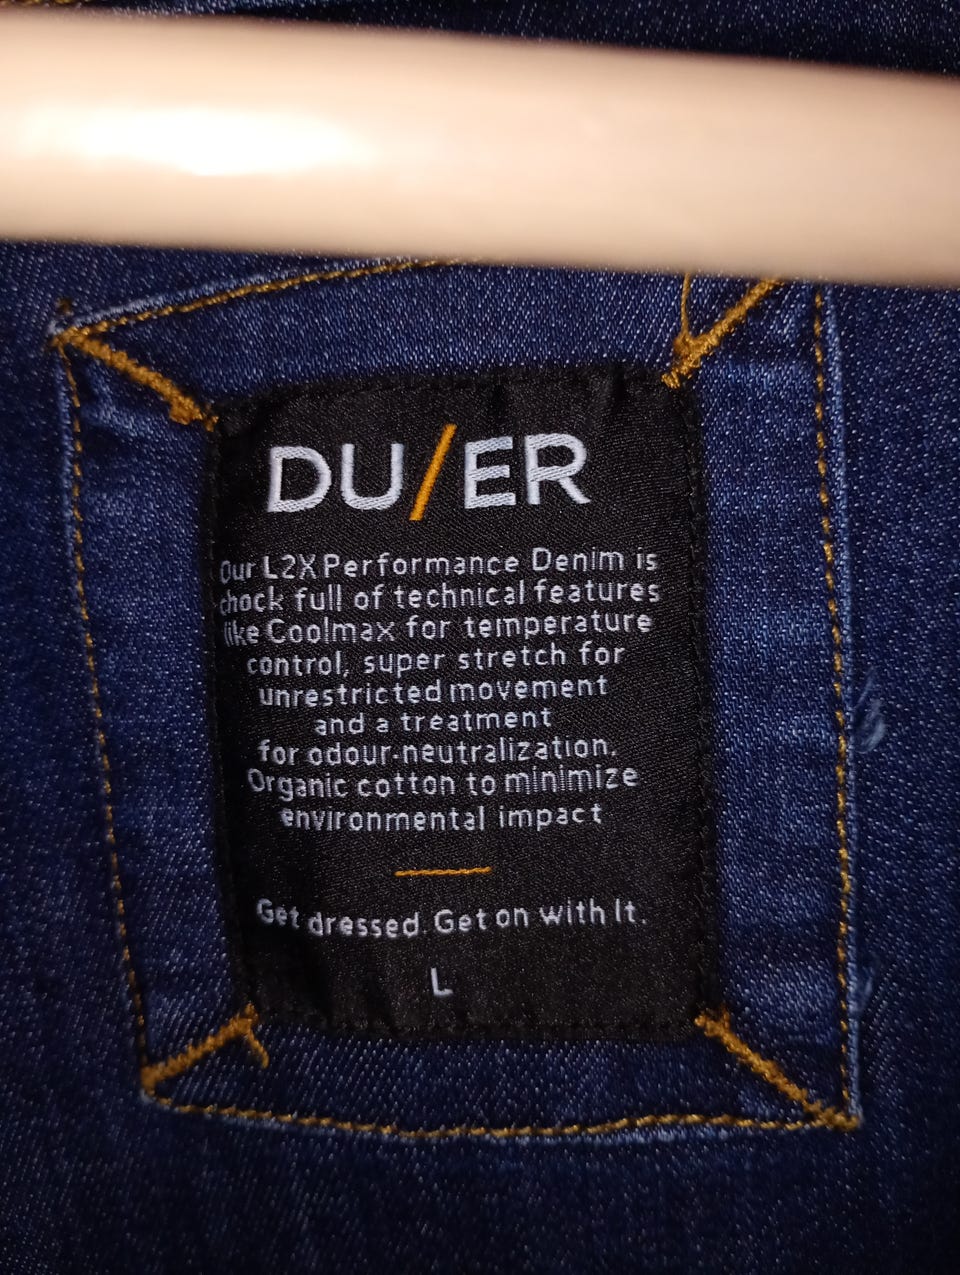 DU/ER
Our L2X Performance Denim is
chock full of technical features
like Coolmax for temperature
control, super stretch for
unrestricted movement
and a treatment
for odour-neutralization.
Organic cotton to minimize
environmental impact
Get dressed. Get on with It.
L